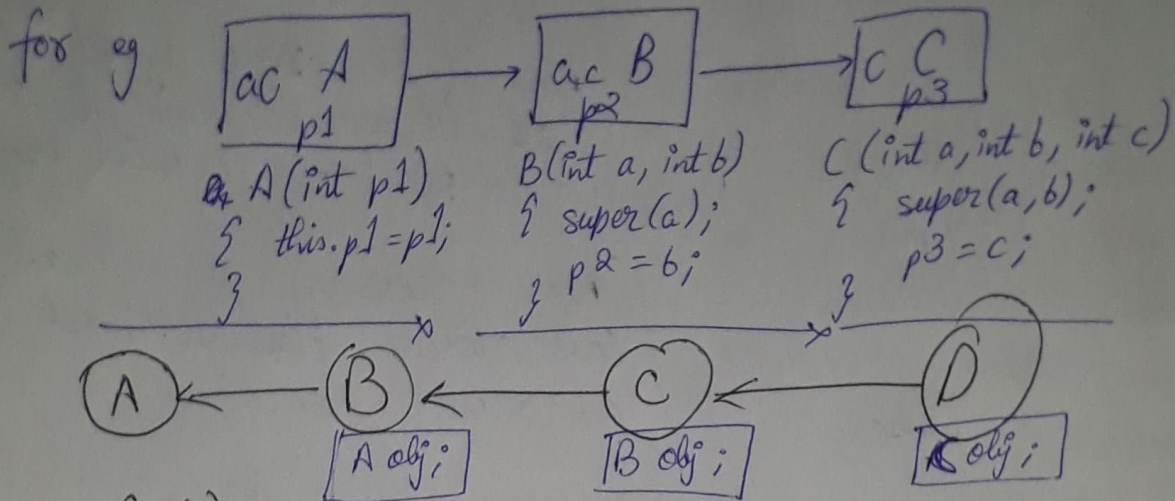 for eg
ac A
p1
a,c B
p2
c C
p3
A (int p1)
{ this.p1 = p1;
}
B(int a, int b)
{ super(a);
p2 = b;
}
C (int a, int b, int c)
{ super(a,b);
p3 = c;
}
A
B
C
D
A obj;
B obj;
obj;